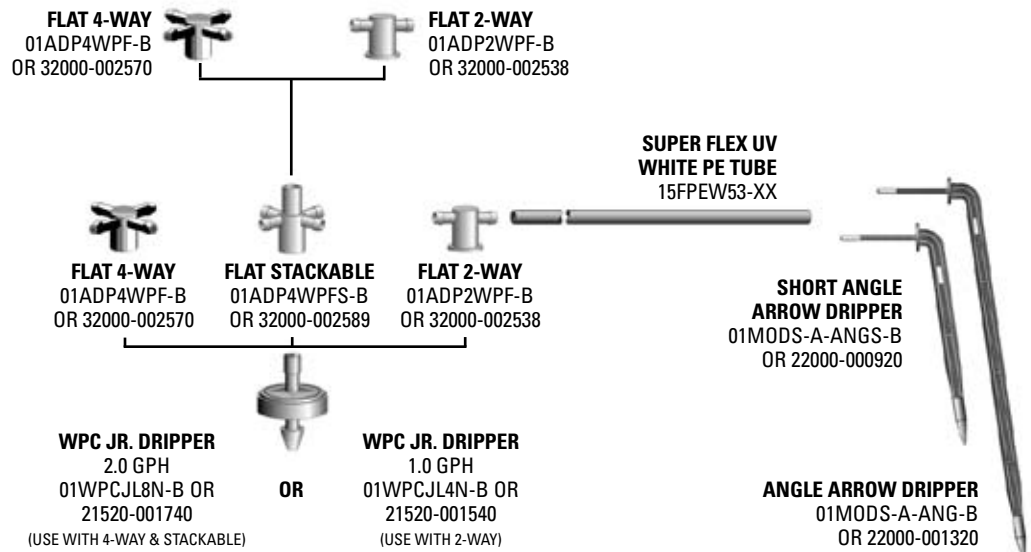 FLAT 4-WAY
01ADP4WPF-B
OR 32000-002570
FLAT 2-WAY
01ADP2WPF-B
OR 32000-002538
SUPER FLEX UV
WHITE PE TUBE
15FPEW53-XX
FLAT 4-WAY
01ADP4WPF-B
OR 32000-002570
FLAT STACKABLE
01ADP4WPFS-B
OR 32000-002589
FLAT 2-WAY
01ADP2WPF-B
OR 32000-002538
SHORT ANGLE
ARROW DRIPPER
01MODS-A-ANGS-B
OR 22000-000920
WPC JR. DRIPPER
2.0 GPH
01WPCJL8N-B OR
21520-001740
(USE WITH 4-WAY & STACKABLE)
OR
WPC JR. DRIPPER
1.0 GPH
01WPCJL4N-B OR
21520-001540
(USE WITH 2-WAY)
ANGLE ARROW DRIPPER
01MODS-A-ANG-B
OR 22000-001320